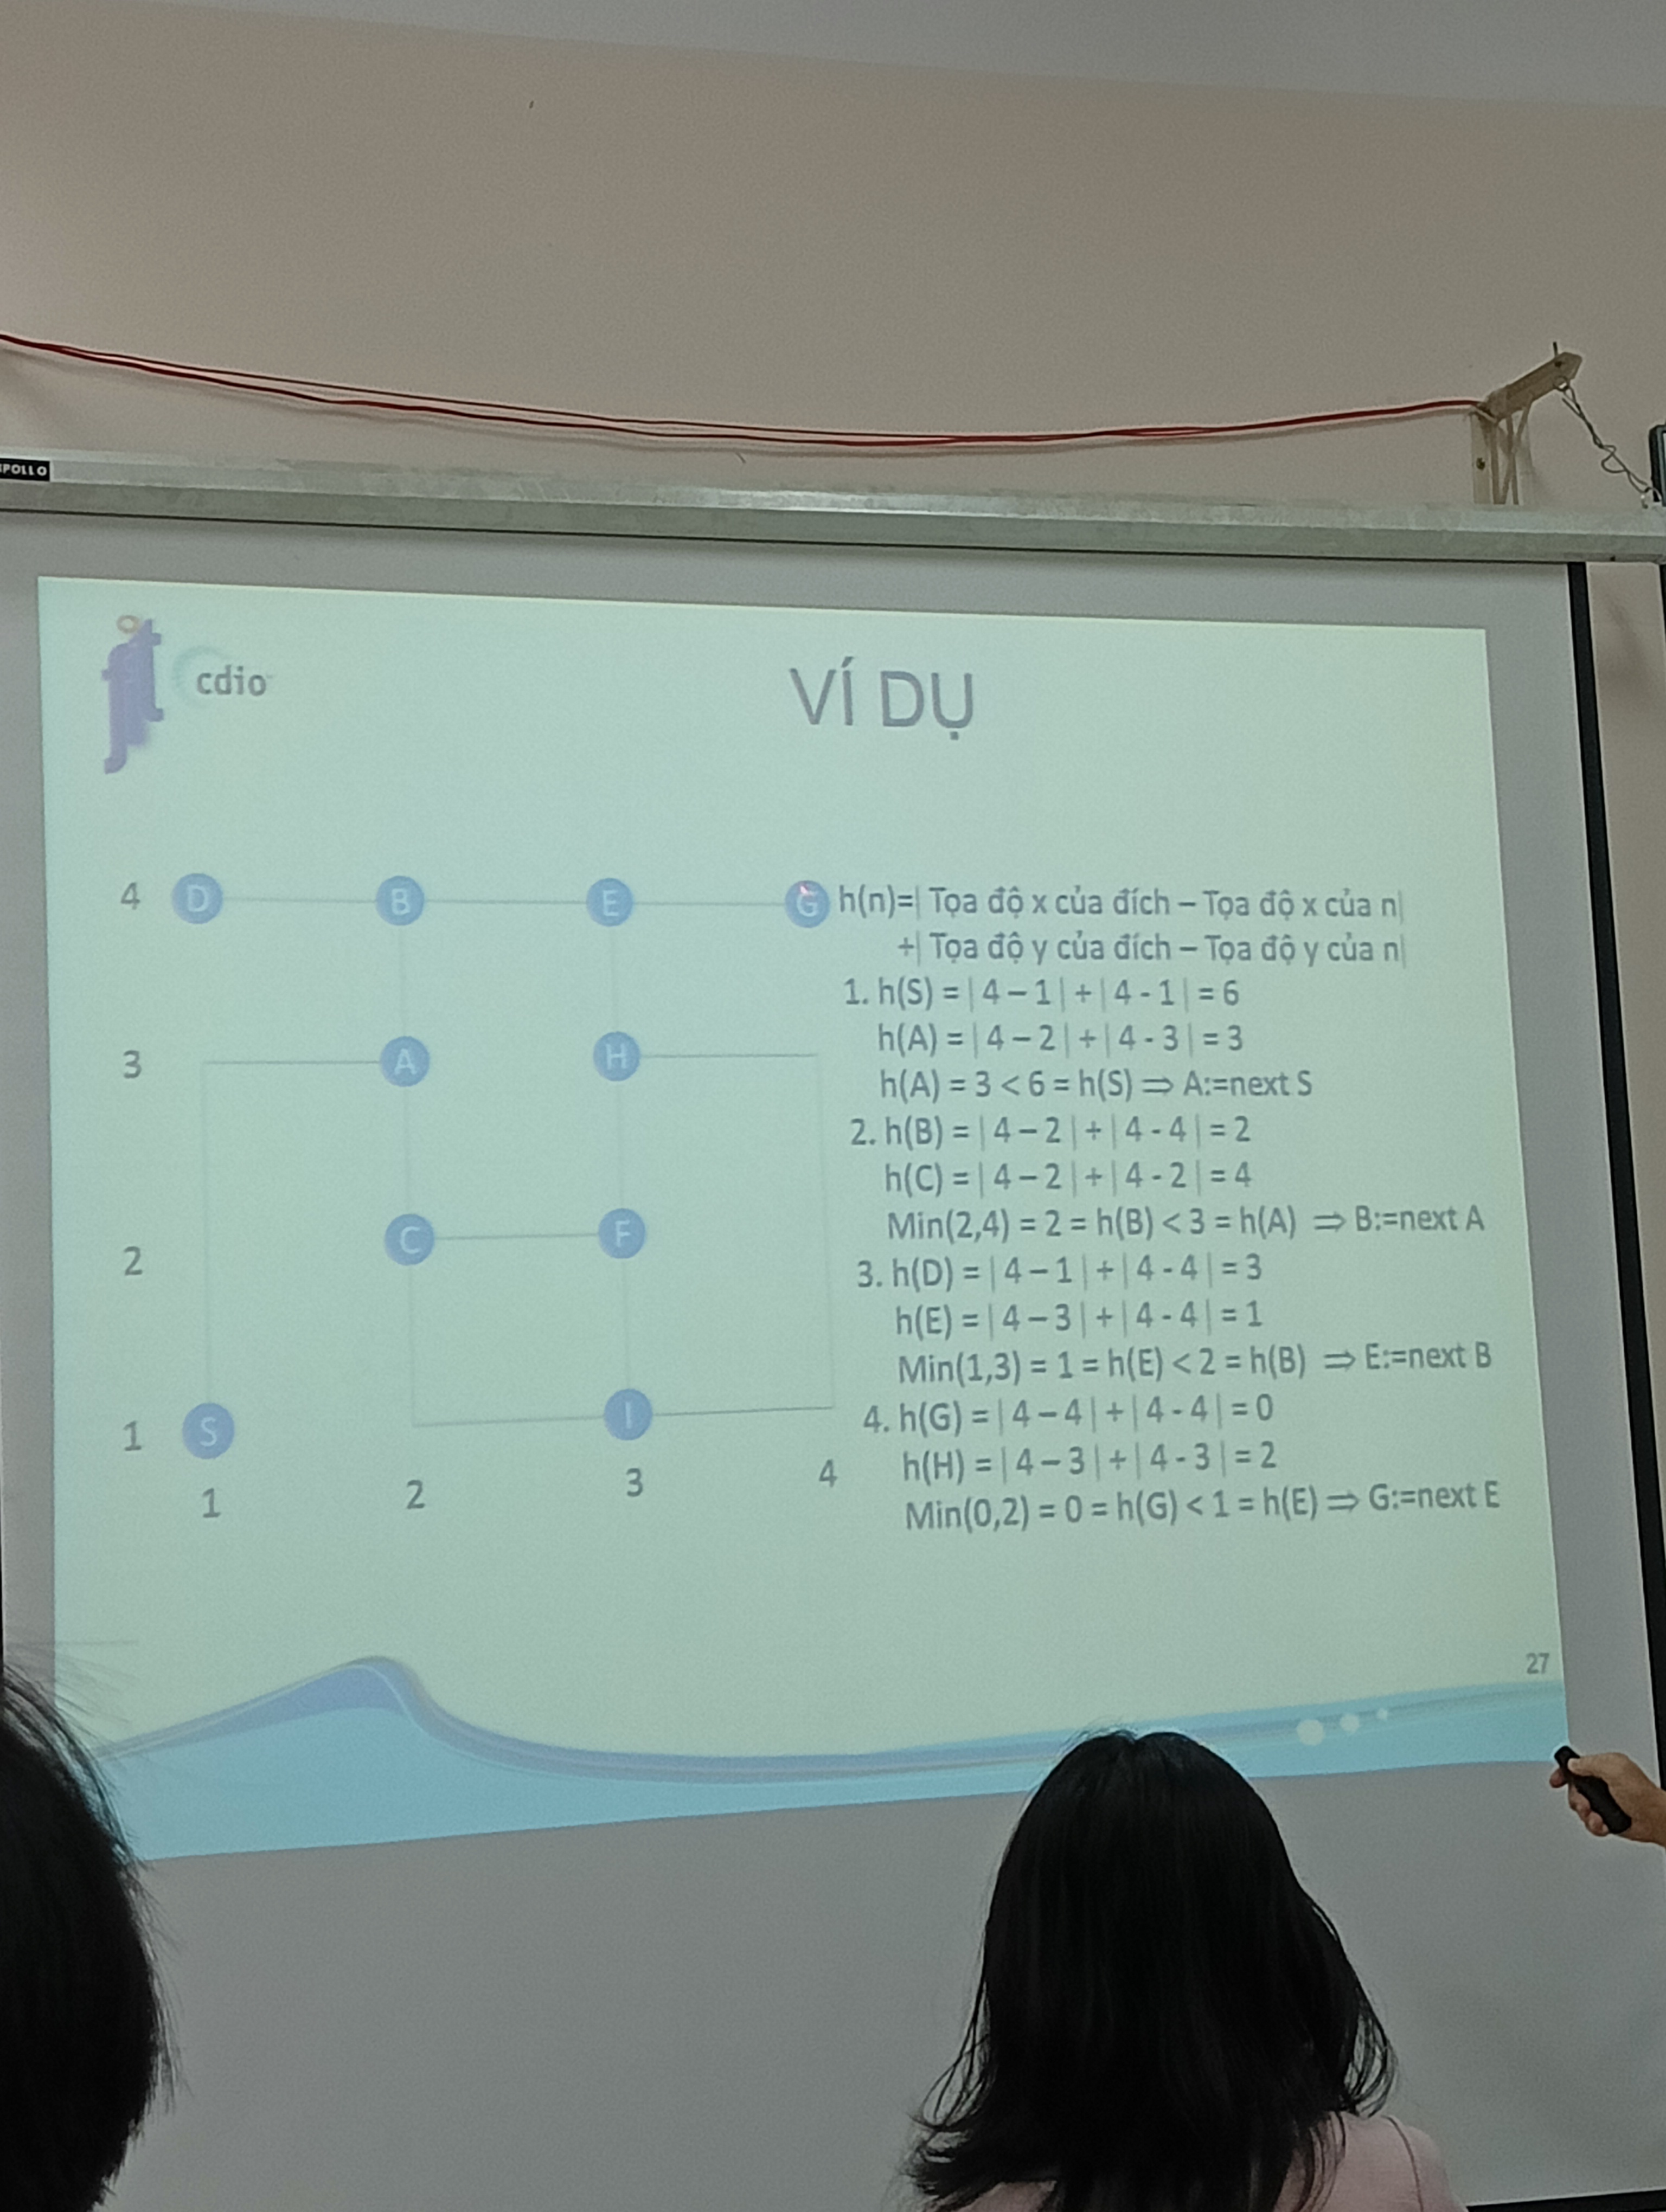 POLLO
jit
cdio
VÍ DỤ
4 D B E G
3 A H
2 C F
1 S I
1 2 3 4
h(n)=| Tọa độ x của đích – Tọa độ x của n|
+| Tọa độ y của đích – Tọa độ y của n|
1. h(S) = | 4 – 1 | + | 4 - 1 | = 6
h(A) = | 4 – 2 | + | 4 - 3 | = 3
h(A) = 3 < 6 = h(S) ⇒ A:=next S
2. h(B) = | 4 – 2 | + | 4 - 4 | = 2
h(C) = | 4 – 2 | + | 4 - 2 | = 4
Min(2,4) = 2 = h(B) < 3 = h(A) ⇒ B:=next A
3. h(D) = | 4 – 1 | + | 4 - 4 | = 3
h(E) = | 4 – 3 | + | 4 - 4 | = 1
Min(1,3) = 1 = h(E) < 2 = h(B) ⇒ E:=next B
4. h(G) = | 4 – 4 | + | 4 - 4 | = 0
h(H) = | 4 – 3 | + | 4 - 3 | = 2
Min(0,2) = 0 = h(G) < 1 = h(E) ⇒ G:=next E
27